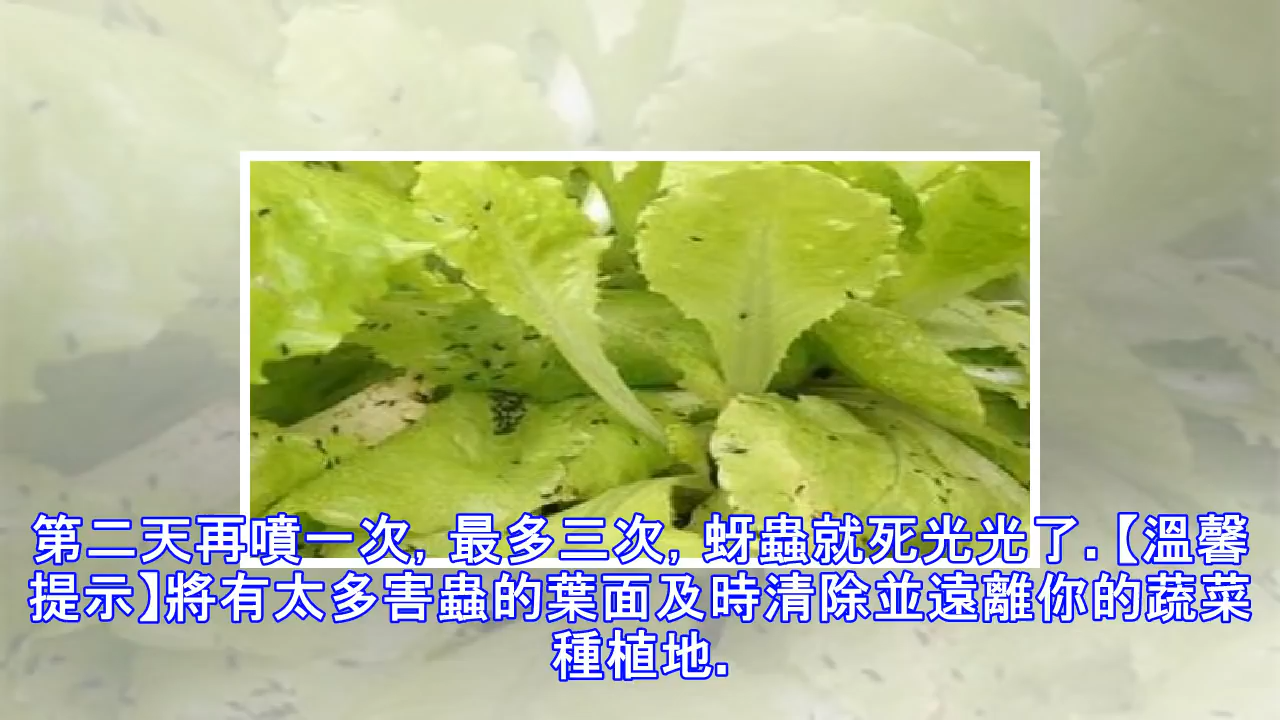 第二天再噴一次, 最多三次, 蚜蟲就死光光了.【溫馨
提示】將有太多害蟲的葉面及時清除並遠離你的蔬菜
種植地.